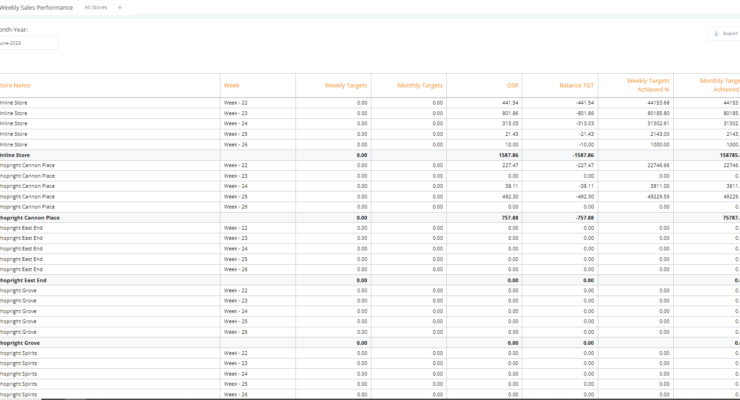 Weekly Sales Performance All Stores +
onth-Year:
une-2023
Export
tore Name Week Weekly Targets Monthly Targets DSR Balance TGT Weekly Targets Achieved % Monthly Targe Achieved
nline Store Week - 22 0.00 0.00 441.54 -441.54 44153.68 44153.
nline Store Week - 23 0.00 0.00 801.86 -801.86 80185.80 80185.
nline Store Week - 24 0.00 0.00 313.03 -313.03 31302.61 31302.
nline Store Week - 25 0.00 0.00 21.43 -21.43 2143.00 2143.
nline Store Week - 26 0.00 0.00 10.00 -10.00 1000.00 1000.
nline Store 0.00 1587.86 -1587.86 158785.
hopright Cannon Place Week - 22 0.00 0.00 227.47 -227.47 22746.66 22746.
hopright Cannon Place Week - 23 0.00 0.00 0.00 0.00 0.00 0.
hopright Cannon Place Week - 24 0.00 0.00 38.11 -38.11 3811.00 3811.
hopright Cannon Place Week - 25 0.00 0.00 492.30 -492.30 49229.55 49229.
hopright Cannon Place Week - 26 0.00 0.00 0.00 0.00 0.00 0.
hopright Cannon Place 0.00 757.88 -757.88 75787.
hopright East End Week - 22 0.00 0.00 0.00 0.00 0.00 0.
hopright East End Week - 23 0.00 0.00 0.00 0.00 0.00 0.
hopright East End Week - 24 0.00 0.00 0.00 0.00 0.00 0.
hopright East End Week - 25 0.00 0.00 0.00 0.00 0.00 0.
hopright East End Week - 26 0.00 0.00 0.00 0.00 0.00 0.
hopright East End 0.00 0.00 0.00 0.
hopright Grove Week - 22 0.00 0.00 0.00 0.00 0.00 0.
hopright Grove Week - 23 0.00 0.00 0.00 0.00 0.00 0.
hopright Grove Week - 24 0.00 0.00 0.00 0.00 0.00 0.
hopright Grove Week - 25 0.00 0.00 0.00 0.00 0.00 0.
hopright Grove Week - 26 0.00 0.00 0.00 0.00 0.00 0.
hopright Grove 0.00 0.00 0.00 0.
hopright Spirits Week - 22 0.00 0.00 0.00 0.00 0.00 0.
hopright Spirits Week - 23 0.00 0.00 0.00 0.00 0.00 0.
hopright Spirits Week - 24 0.00 0.00 0.00 0.00 0.00 0.
hopright Spirits Week - 25 0.00 0.00 0.00 0.00 0.00 0.
hopright Spirits Week - 26 0.00 0.00 0.00 0.00 0.00 0.